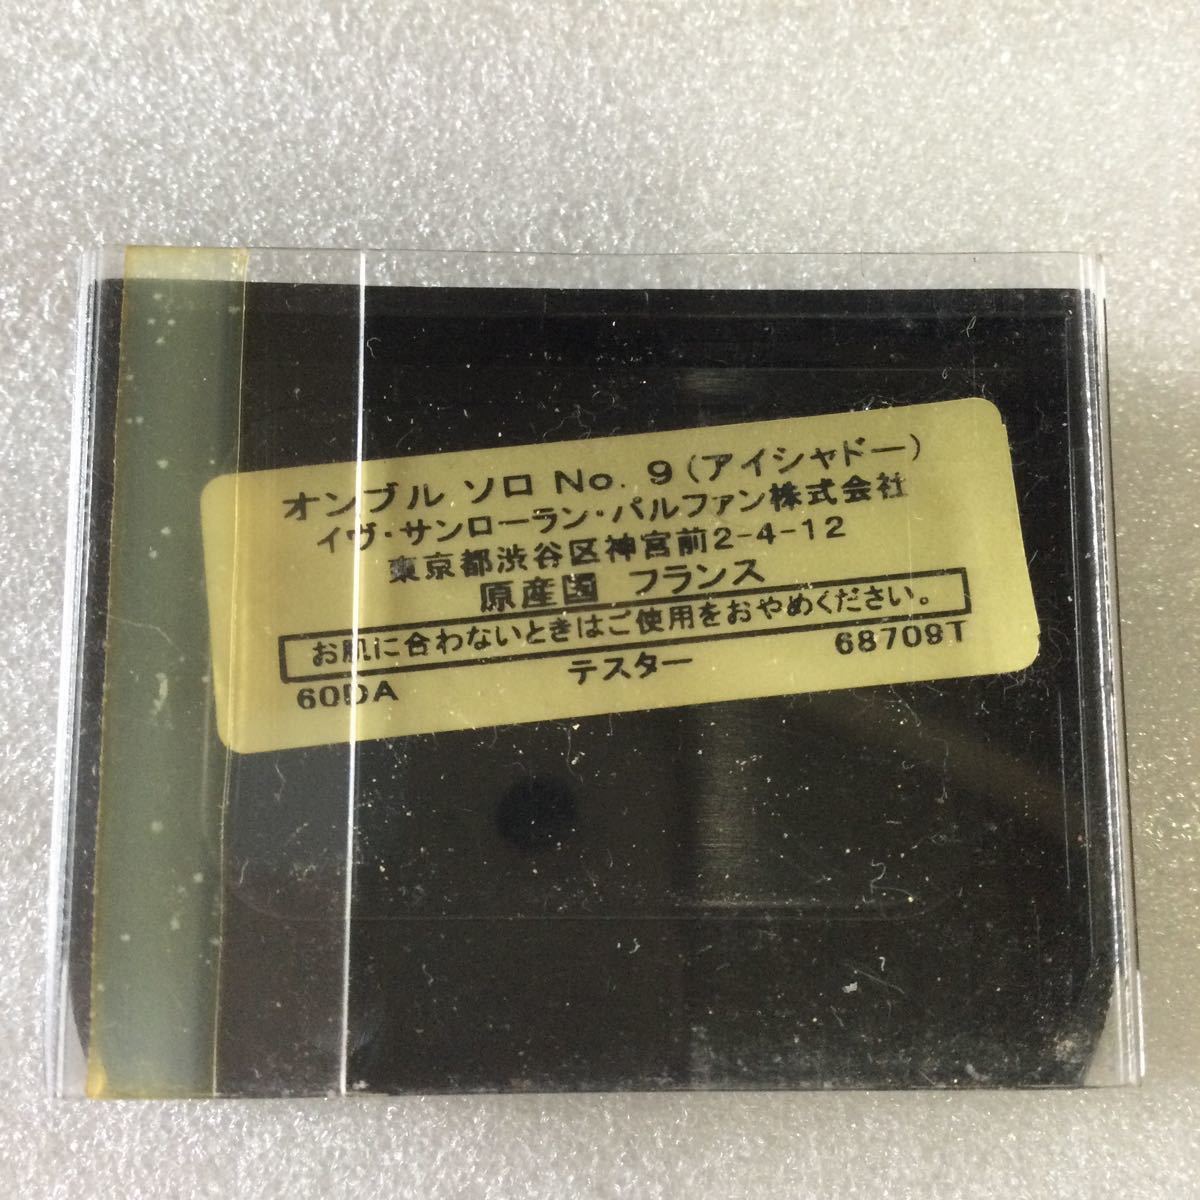 オンブル ソロ No. 9 (アイシャドー)
イヴ・サンローラン・パルファン株式会社
東京都渋谷区神宮前2-4-12
原産国 フランス
お肌に合わないときはご使用をおやめください。
60DA テスター 68709T